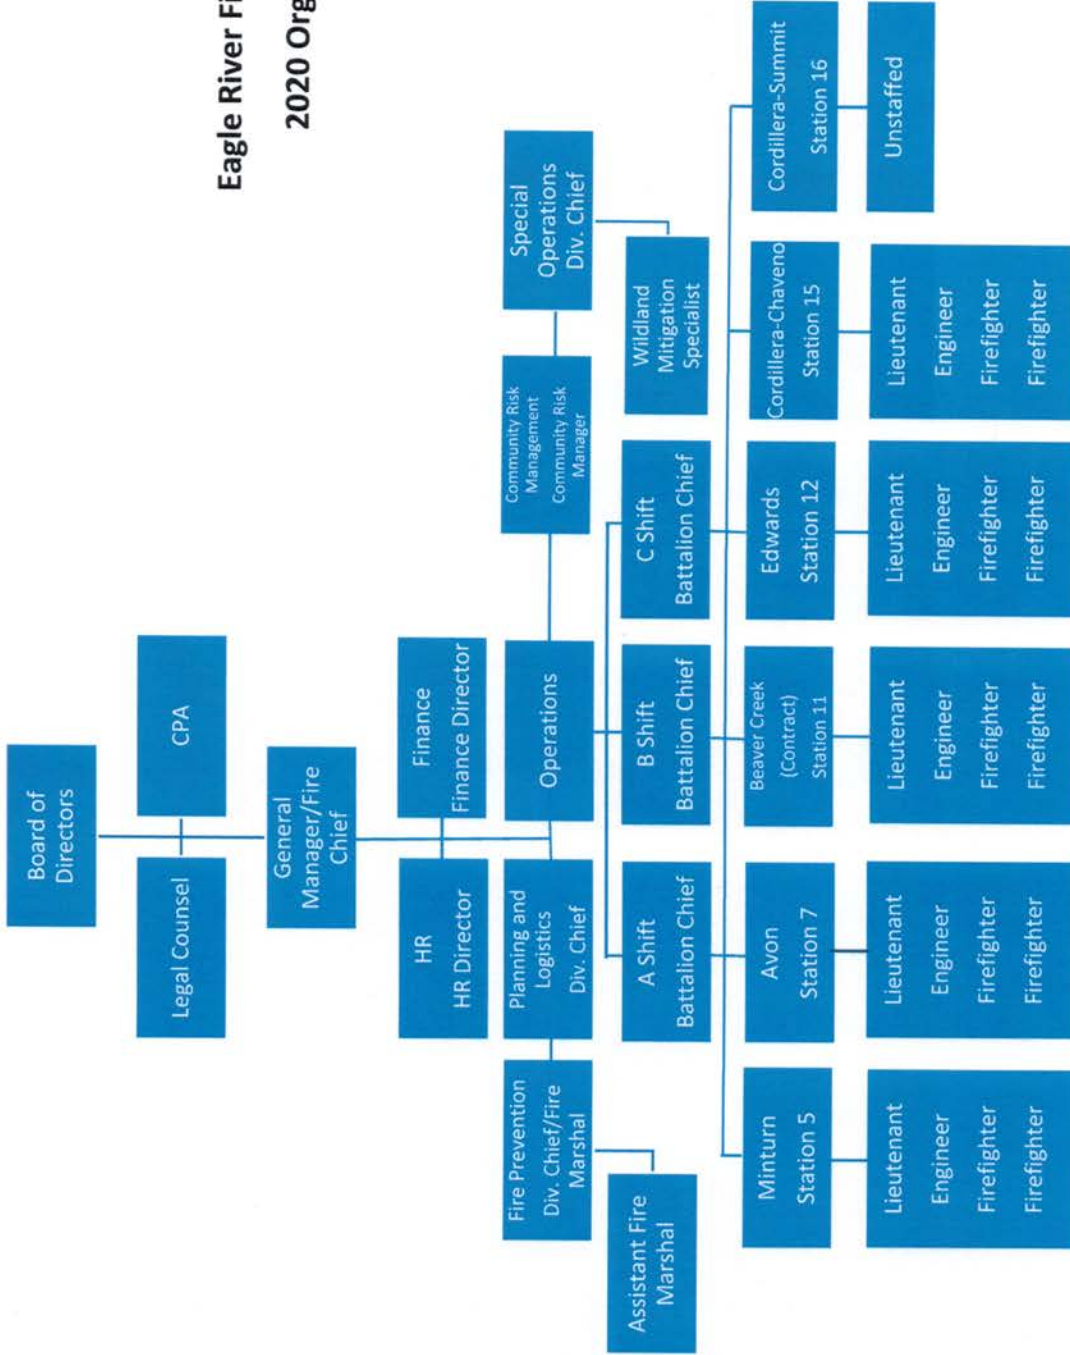 Board of
Directors
Legal Counsel
CPA
Eagle River Fi
2020 Org
General
Manager/Fire
Chief
HR
HR Director
Finance
Finance Director
Fire Prevention
Div. Chief/Fire
Marshal
Planning and
Logistics
Div. Chief
Operations
Community Risk
Management
Community Risk
Manager
Special
Operations
Div. Chief
Assistant Fire
Marshal
A Shift
Battalion Chief
B Shift
Battalion Chief
C Shift
Battalion Chief
Wildland
Mitigation
Specialist
Minturn
Station 5
Avon
Station 7
Beaver Creek
(Contract)
Station 11
Edwards
Station 12
Cordillera-Chaveno
Station 15
Cordillera-Summit
Station 16
Lieutenant
Engineer
Firefighter
Firefighter
Lieutenant
Engineer
Firefighter
Firefighter
Lieutenant
Engineer
Firefighter
Firefighter
Lieutenant
Engineer
Firefighter
Firefighter
Lieutenant
Engineer
Firefighter
Firefighter
Unstaffed